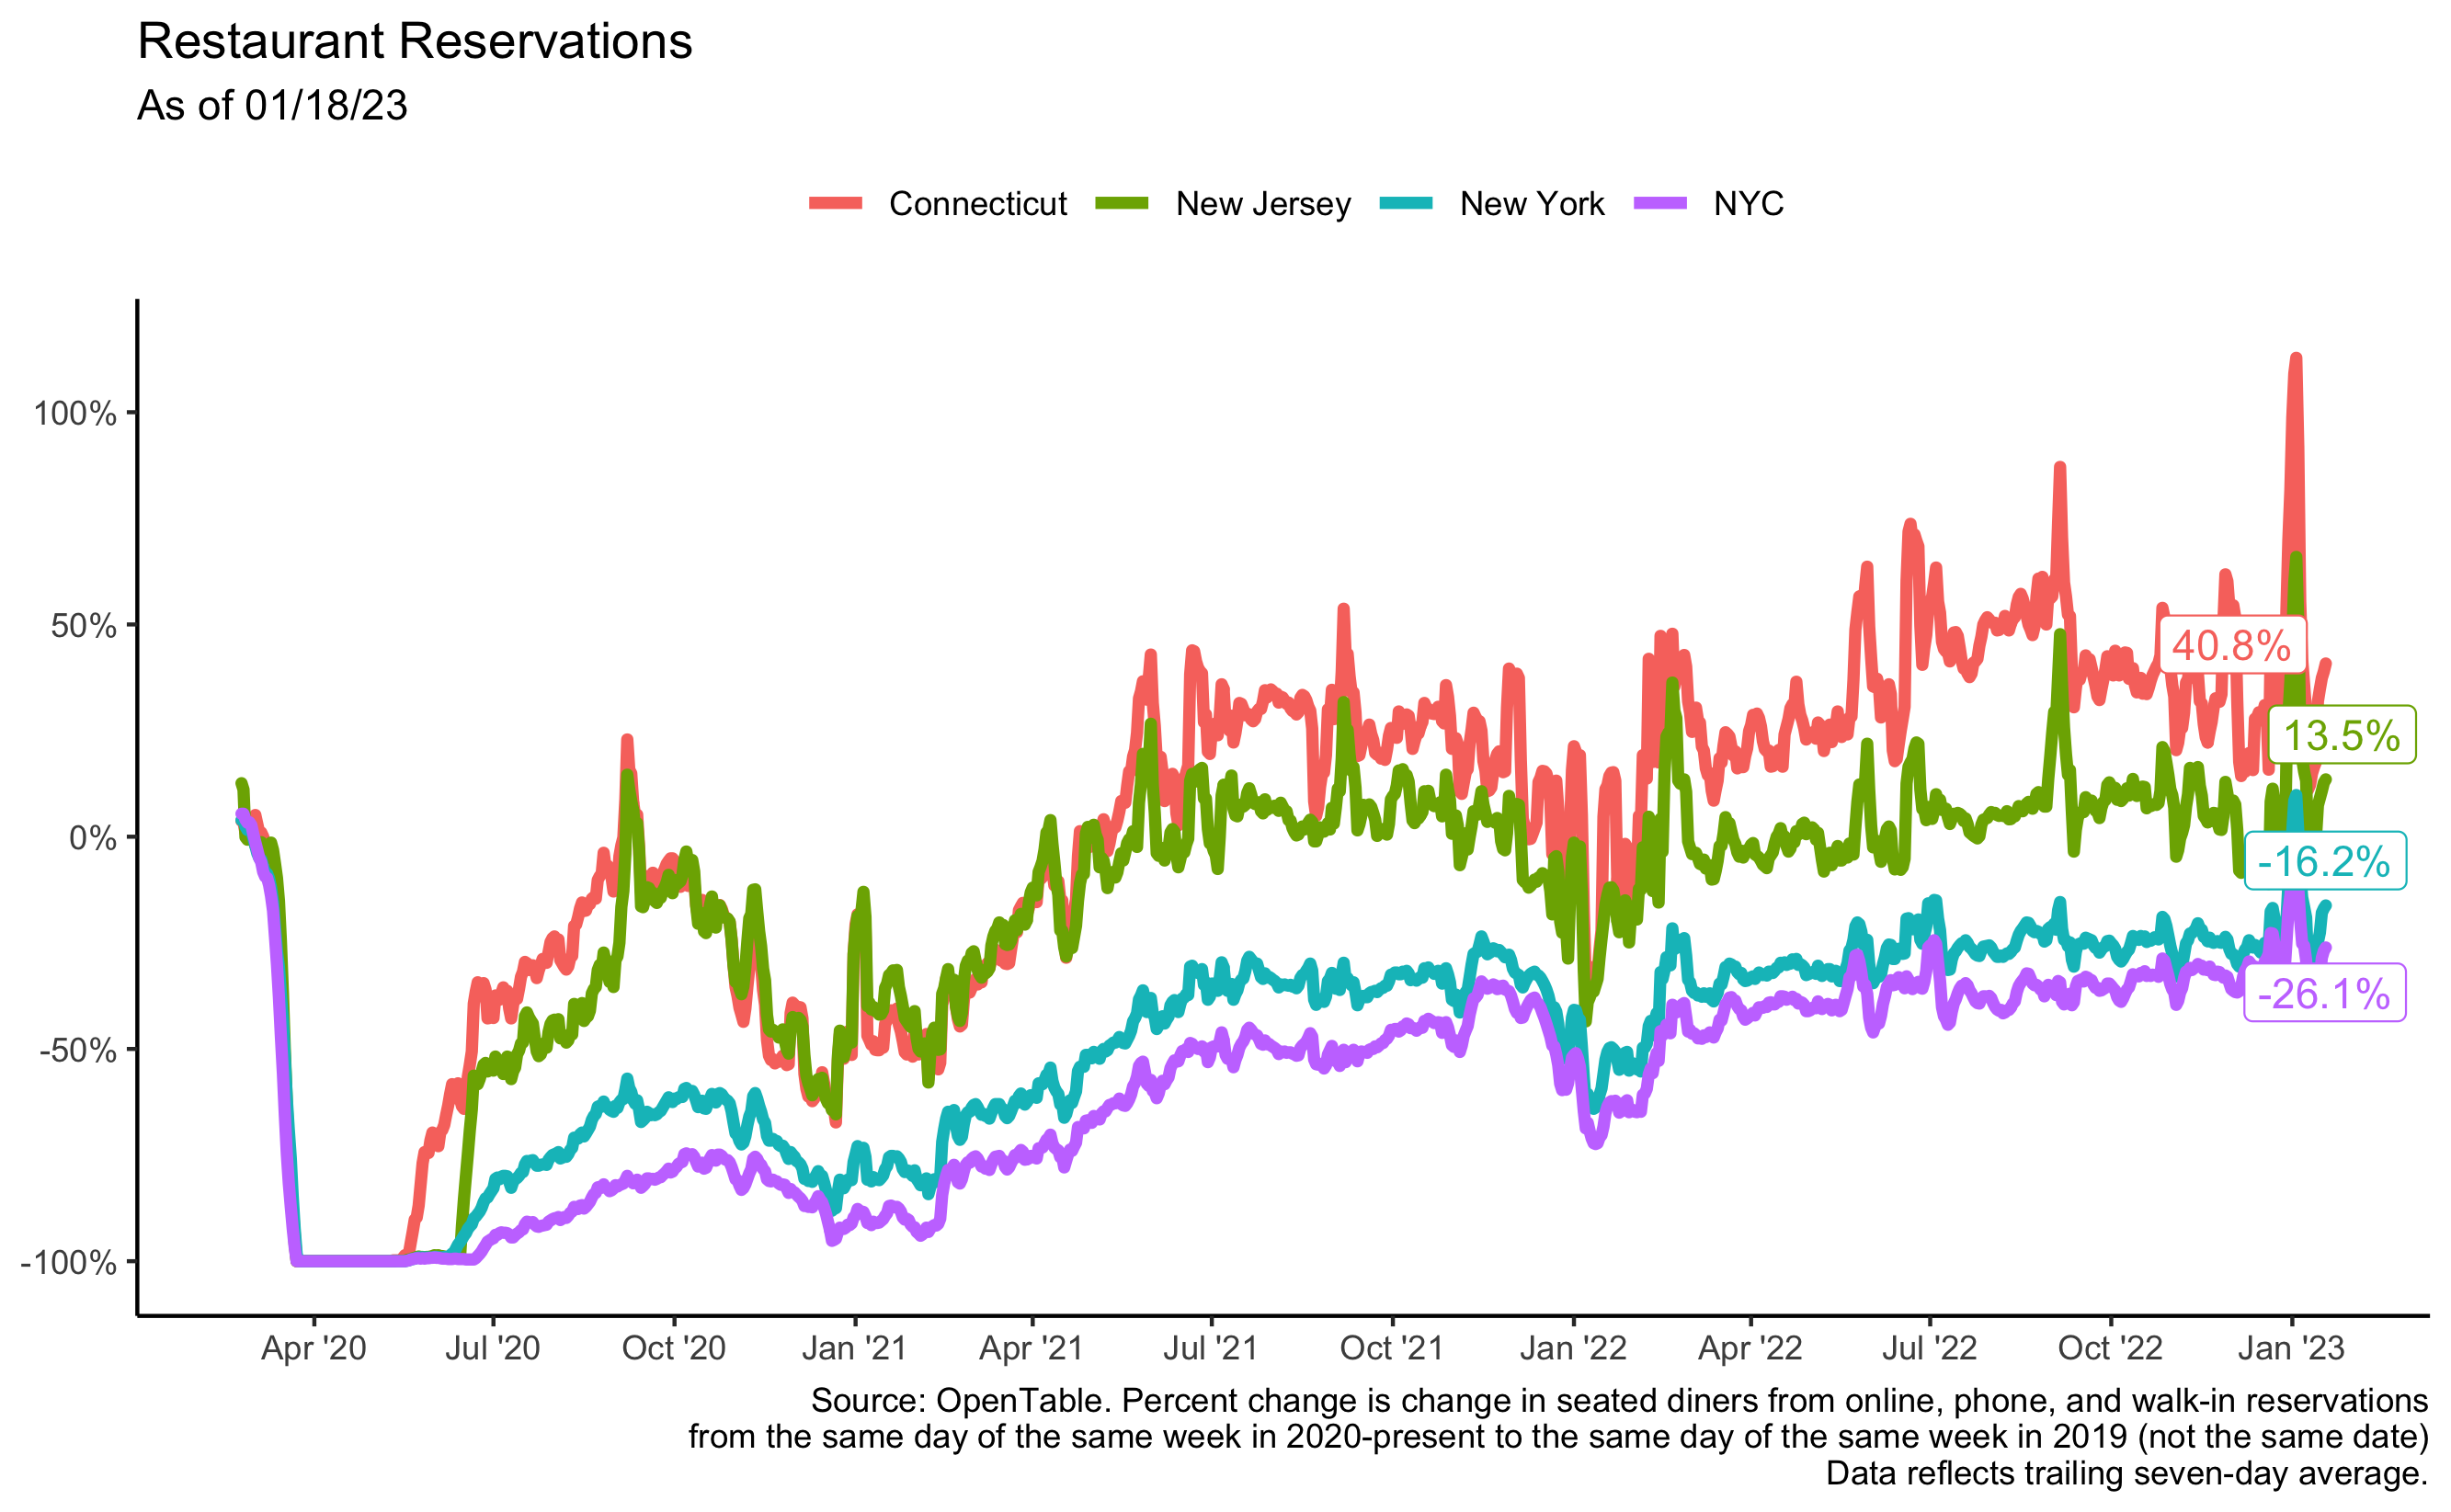 Restaurant Reservations
As of 01/18/23
Connecticut New Jersey New York NYC
100%
50%
0%
-50%
-100%
40.8%
13.5%
-16.2%
-26.1%
Apr '20 Jul '20 Oct '20 Jan '21 Apr '21 Jul '21 Oct '21 Jan '22 Apr '22 Jul '22 Oct '22 Jan '23
Source: OpenTable. Percent change is change in seated diners from online, phone, and walk-in reservations
from the same day of the same week in 2020-present to the same day of the same week in 2019 (not the same date)
Data reflects trailing seven-day average.